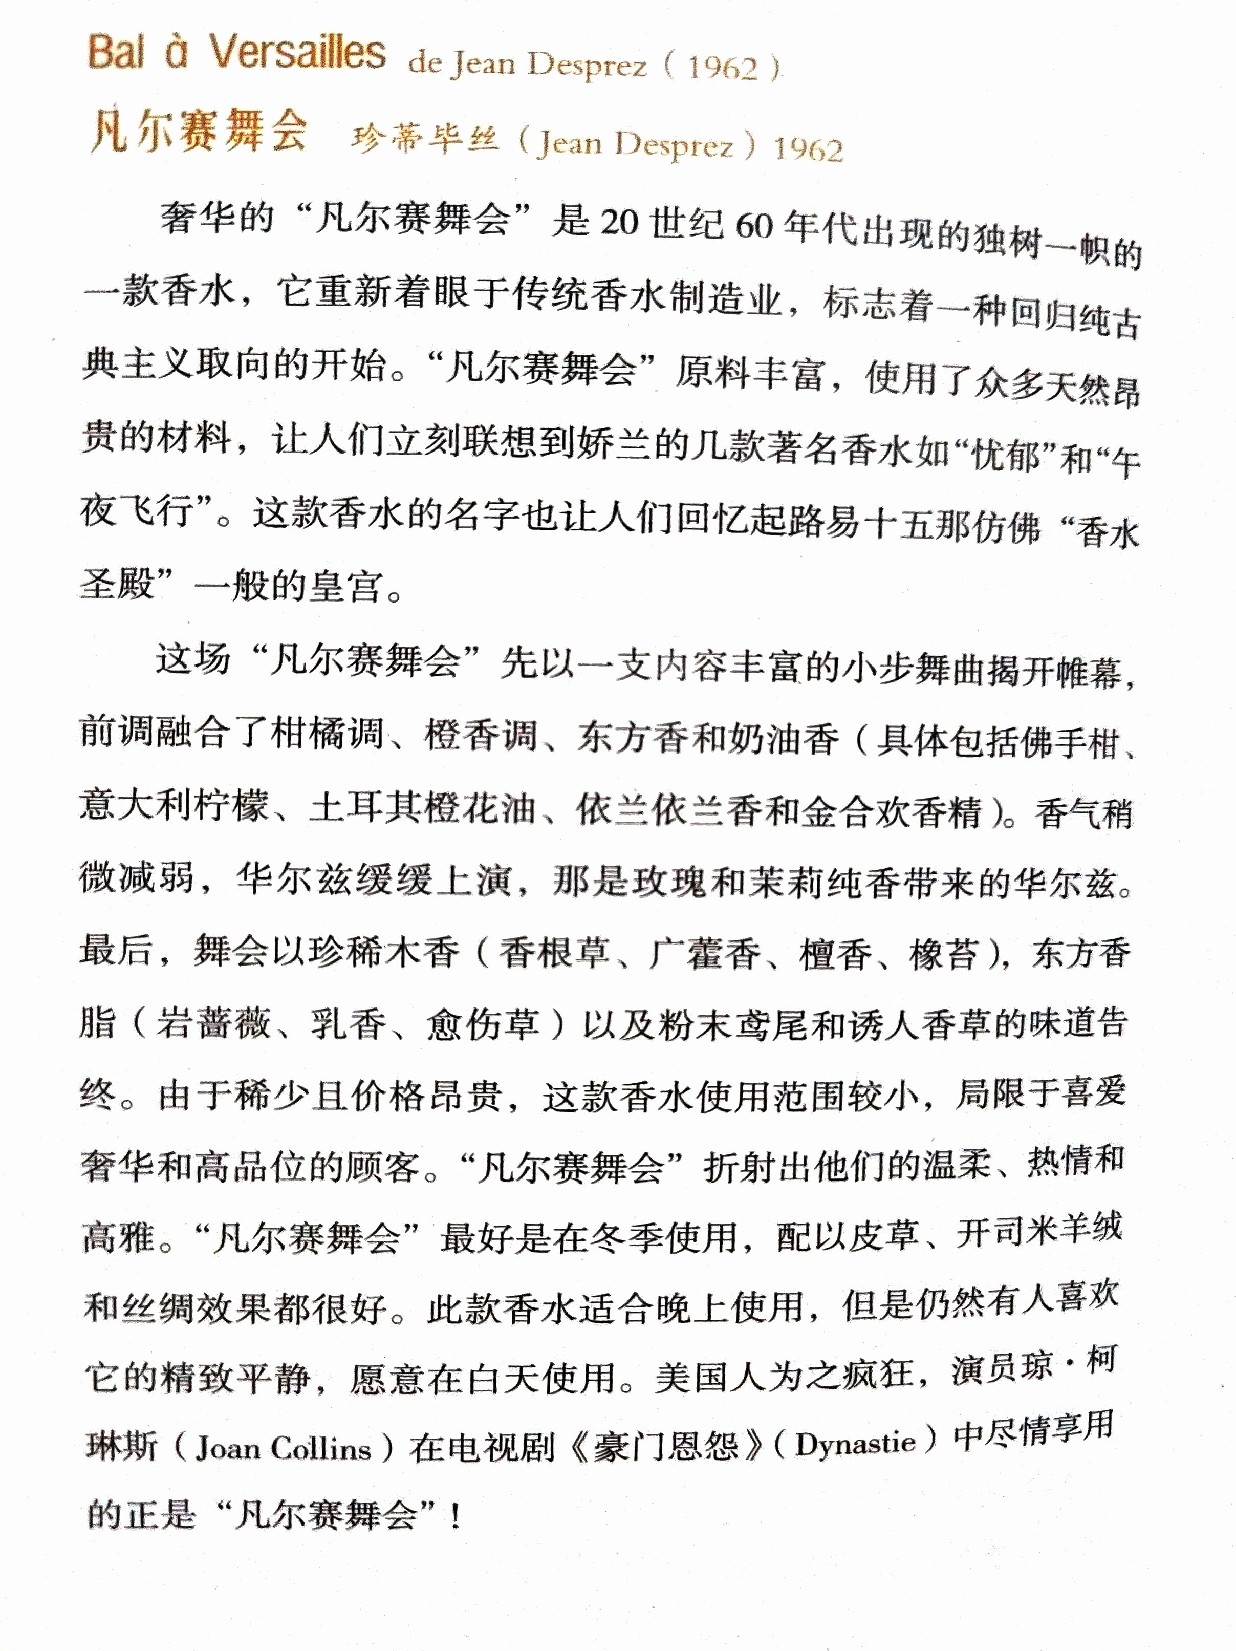 Bal à Versailles de Jean Desprez（1962）
凡尔赛舞会 珍蒂毕丝（Jean Desprez）1962
奢华的“凡尔赛舞会”是20世纪60年代出现的独树一帜的
一款香水，它重新着眼于传统香水制造业，标志着一种回归纯古
典主义取向的开始。“凡尔赛舞会”原料丰富，使用了众多天然昂
贵的材料，让人们立刻联想到娇兰的几款著名香水如“忧郁”和“午
夜飞行”。这款香水的名字也让人们回忆起路易十五那仿佛“香水
圣殿”一般的皇宫。
这场“凡尔赛舞会”先以一支内容丰富的小步舞曲揭开帷幕，
前调融合了柑橘调、橙香调、东方香和奶油香（具体包括佛手柑、
意大利柠檬、土耳其橙花油、依兰依兰香和金合欢香精）。香气稍
微减弱，华尔兹缓缓上演，那是玫瑰和茉莉纯香带来的华尔兹。
最后，舞会以珍稀木香（香根草、广藿香、檀香、橡苔），东方香
脂（岩蔷薇、乳香、愈伤草）以及粉末鸢尾和诱人香草的味道告
终。由于稀少且价格昂贵，这款香水使用范围较小，局限于喜爱
奢华和高品位的顾客。“凡尔赛舞会”折射出他们的温柔、热情和
高雅。“凡尔赛舞会”最好是在冬季使用，配以皮草、开司米羊绒
和丝绸效果都很好。此款香水适合晚上使用，但是仍然有人喜欢
它的精致平静，愿意在白天使用。美国人为之疯狂，演员琼·柯
琳斯（Joan Collins）在电视剧《豪门恩怨》（Dynastie）中尽情享用
的正是“凡尔赛舞会”！